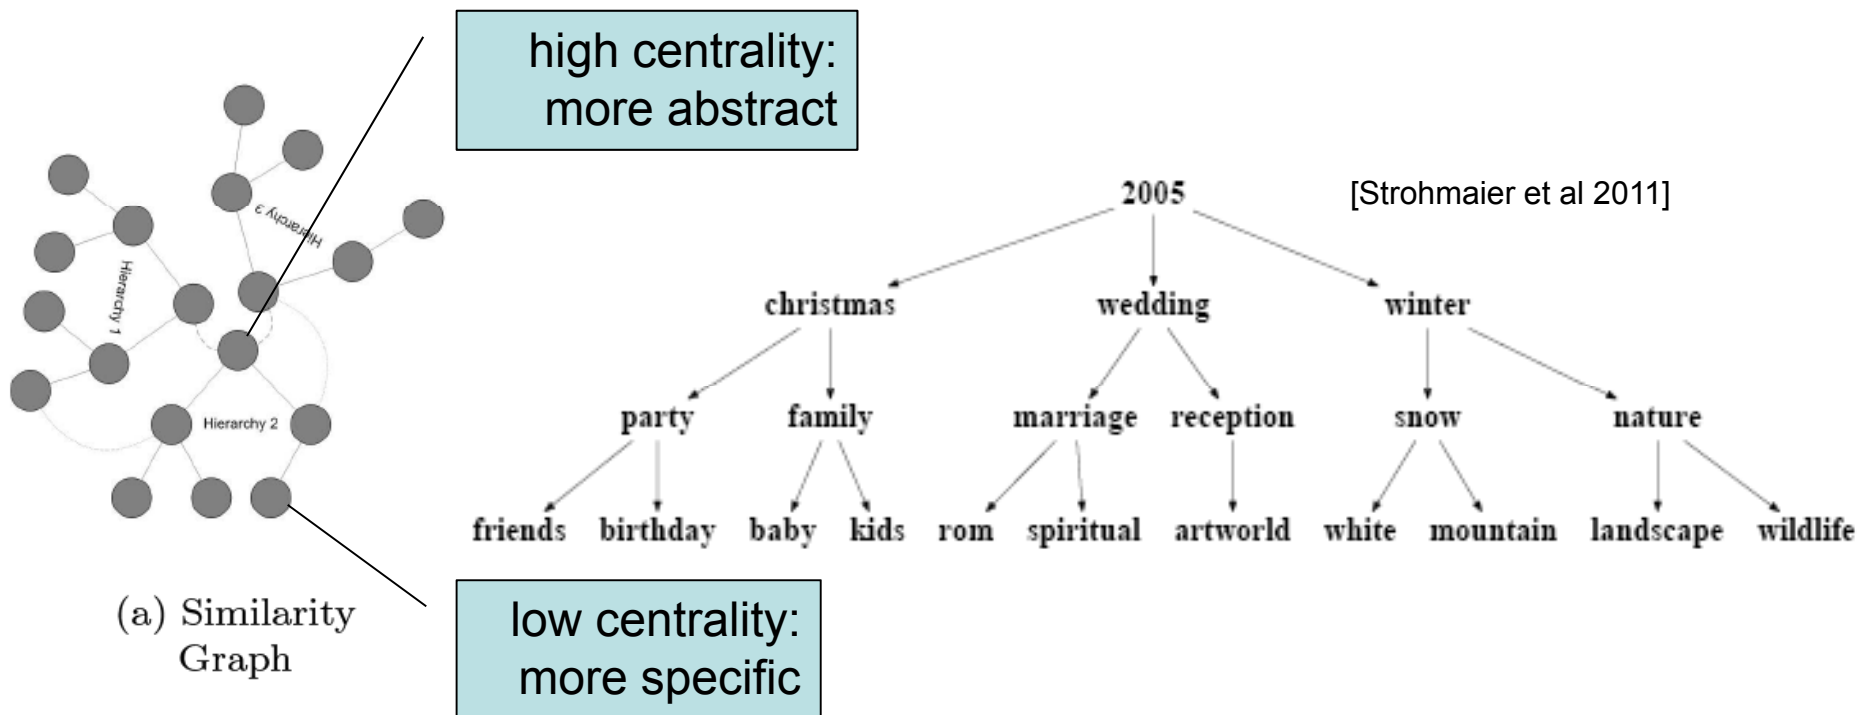 high centrality:
more abstract
Hierarchy 3
Hierarchy 1
Hierarchy 2
(a) Similarity
Graph
low centrality:
more specific
[Strohmaier et al 2011]
2005
christmas wedding winter
party family marriage reception snow nature
friends birthday baby kids rom spiritual artworld white mountain landscape wildlife